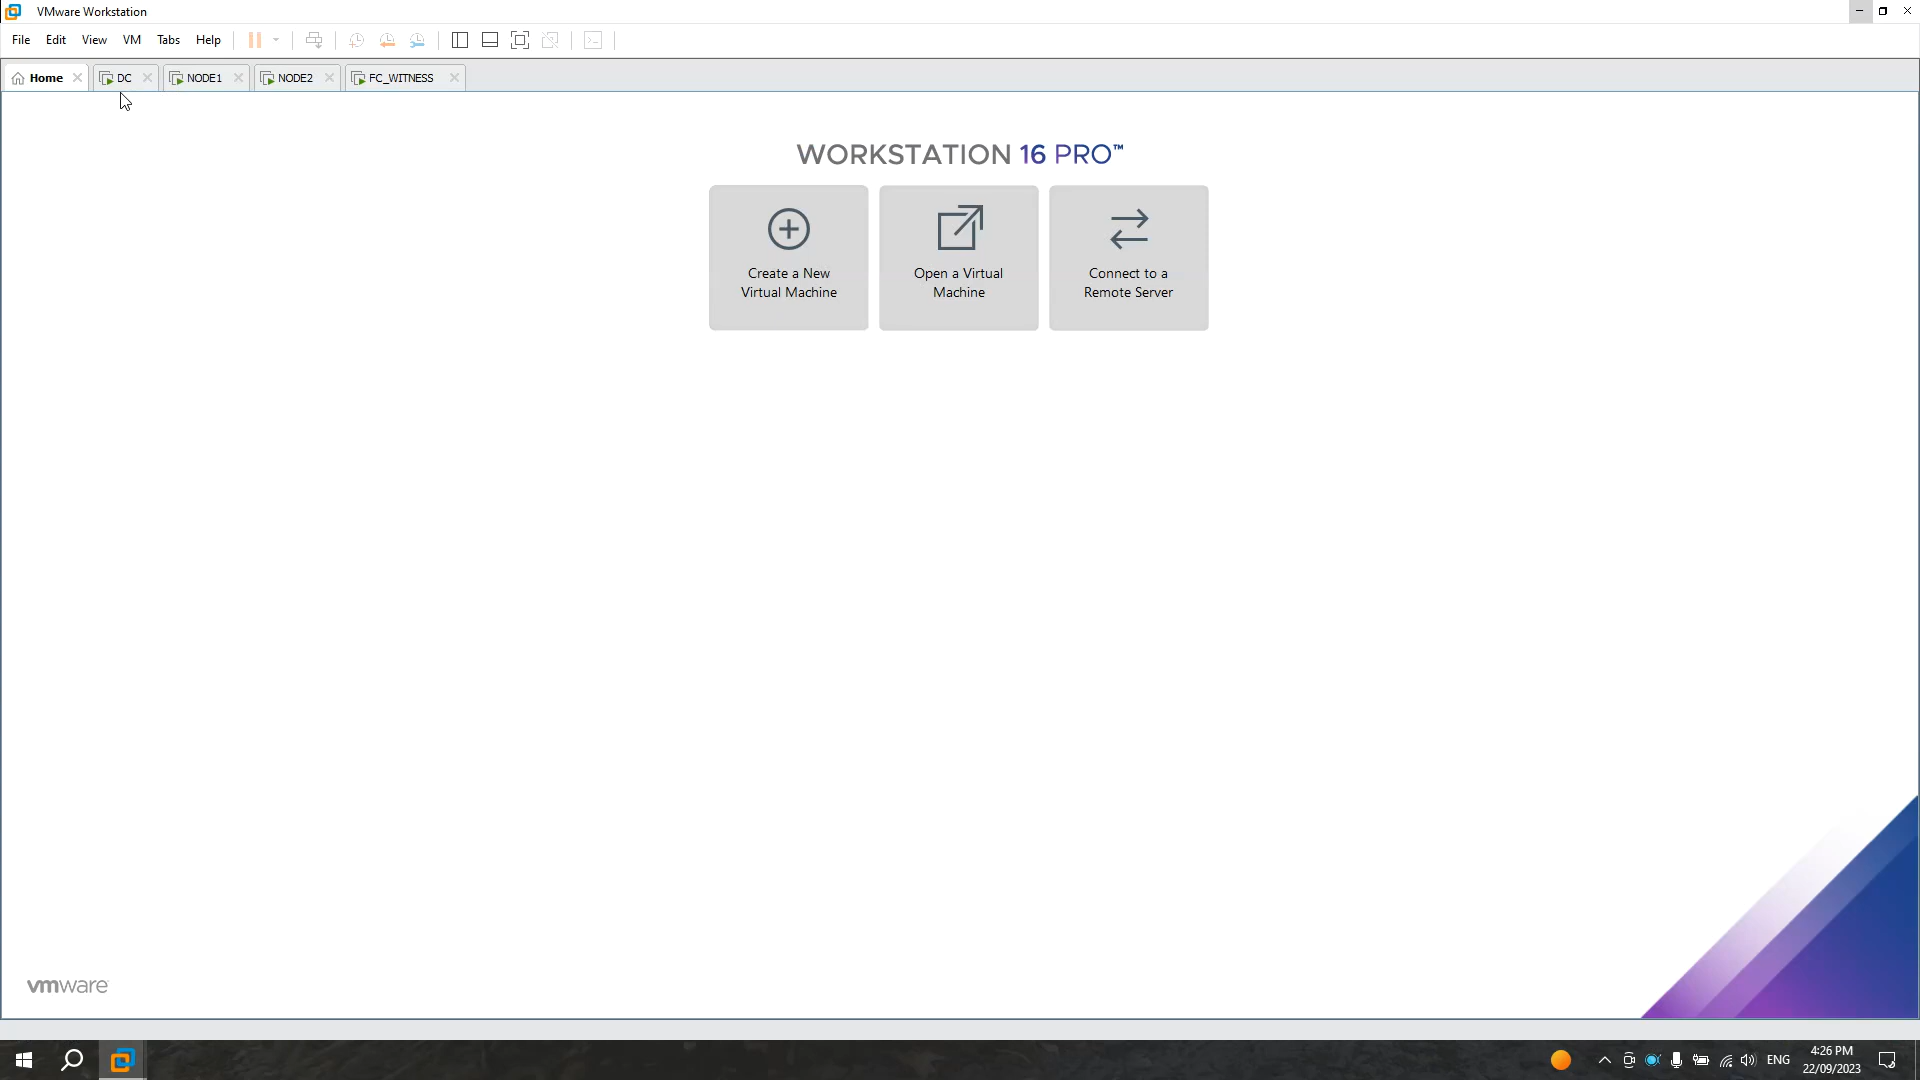 VMware Workstation
File Edit View VM Tabs Help
Home DC NODE1 NODE2 FC_WITNESS
WORKSTATION 16 PRO™
Create a New
Virtual Machine
Open a Virtual
Machine
Connect to a
Remote Server
vmware
ENG
4:26 PM
22/09/2023